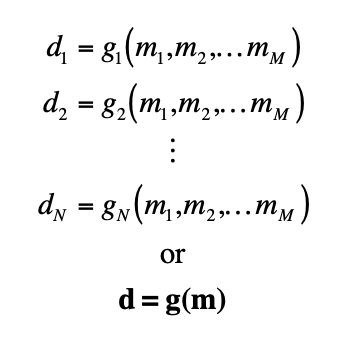 d₁ = g₁(m₁,m₂,…m_M)
d₂ = g₂(m₁,m₂,…m_M)
⋮
d_N = g_N(m₁,m₂,…m_M)
or
d = g(m)